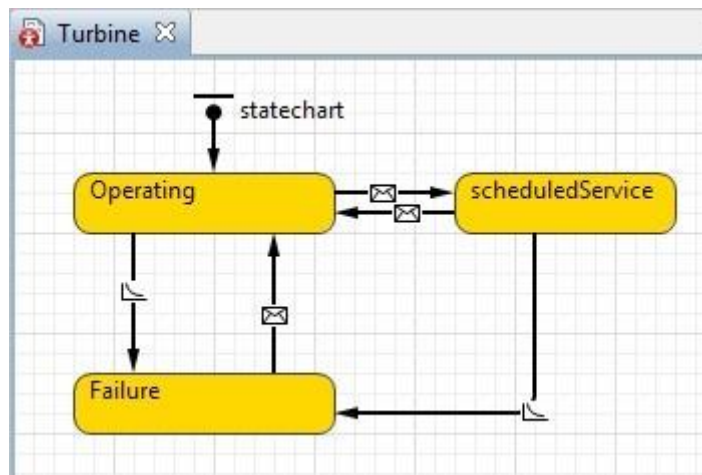 Turbine
statechart
Operating
scheduledService
Failure